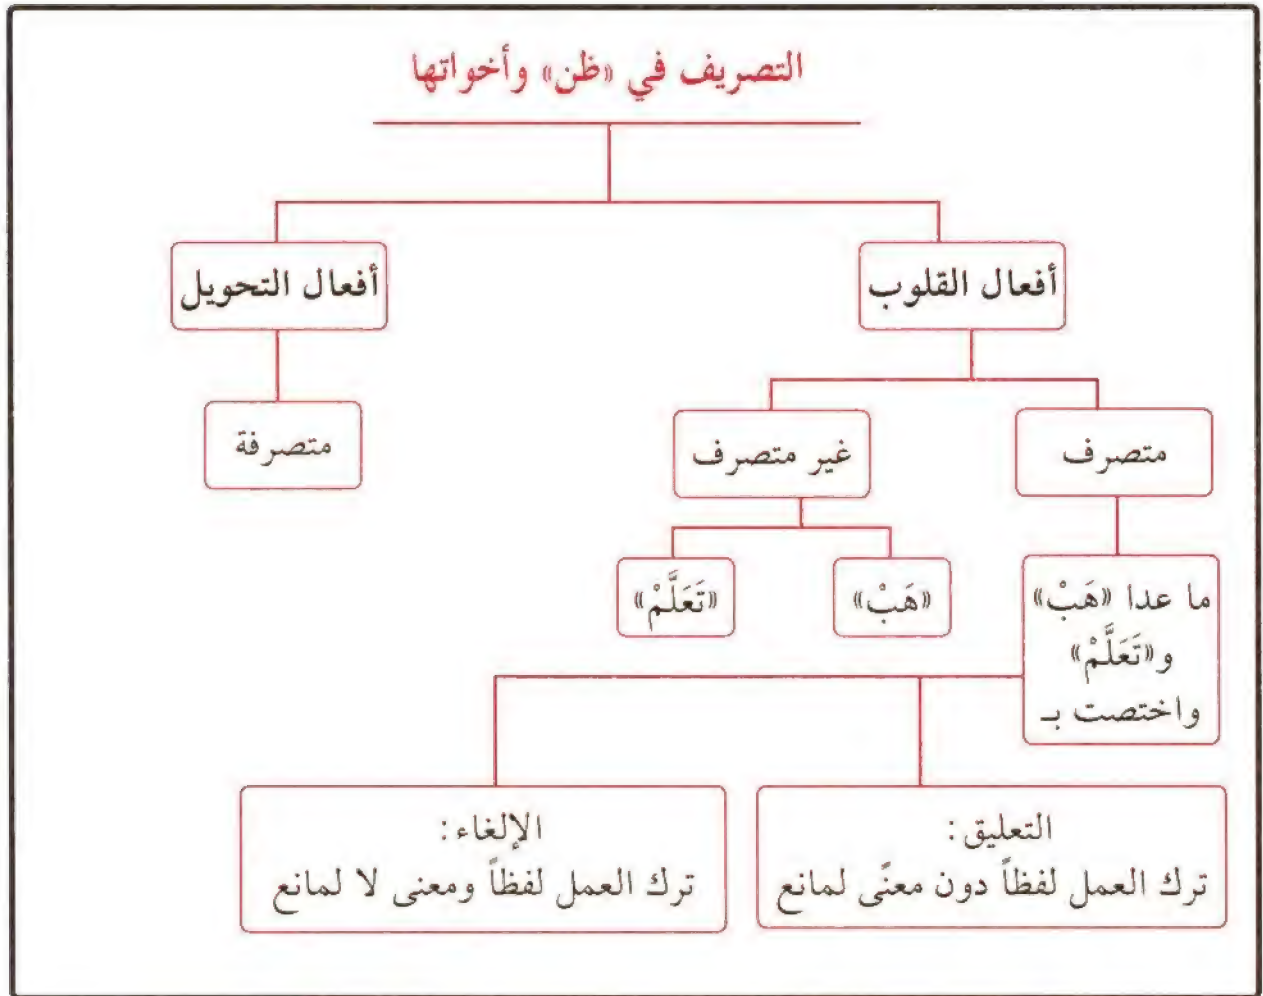 التصريف في «ظن» وأخواتها
أفعال القلوب
أفعال التحويل
متصرف
غير متصرف
متصرفة
ما عدا «هَبْ»
و«تَعَلَّمْ»
واختصت بـ
«هَبْ»
«تَعَلَّمْ»
التعليق:
ترك العمل لفظاً دون معنًى لمانع
الإلغاء:
ترك العمل لفظاً ومعنى لا لمانع